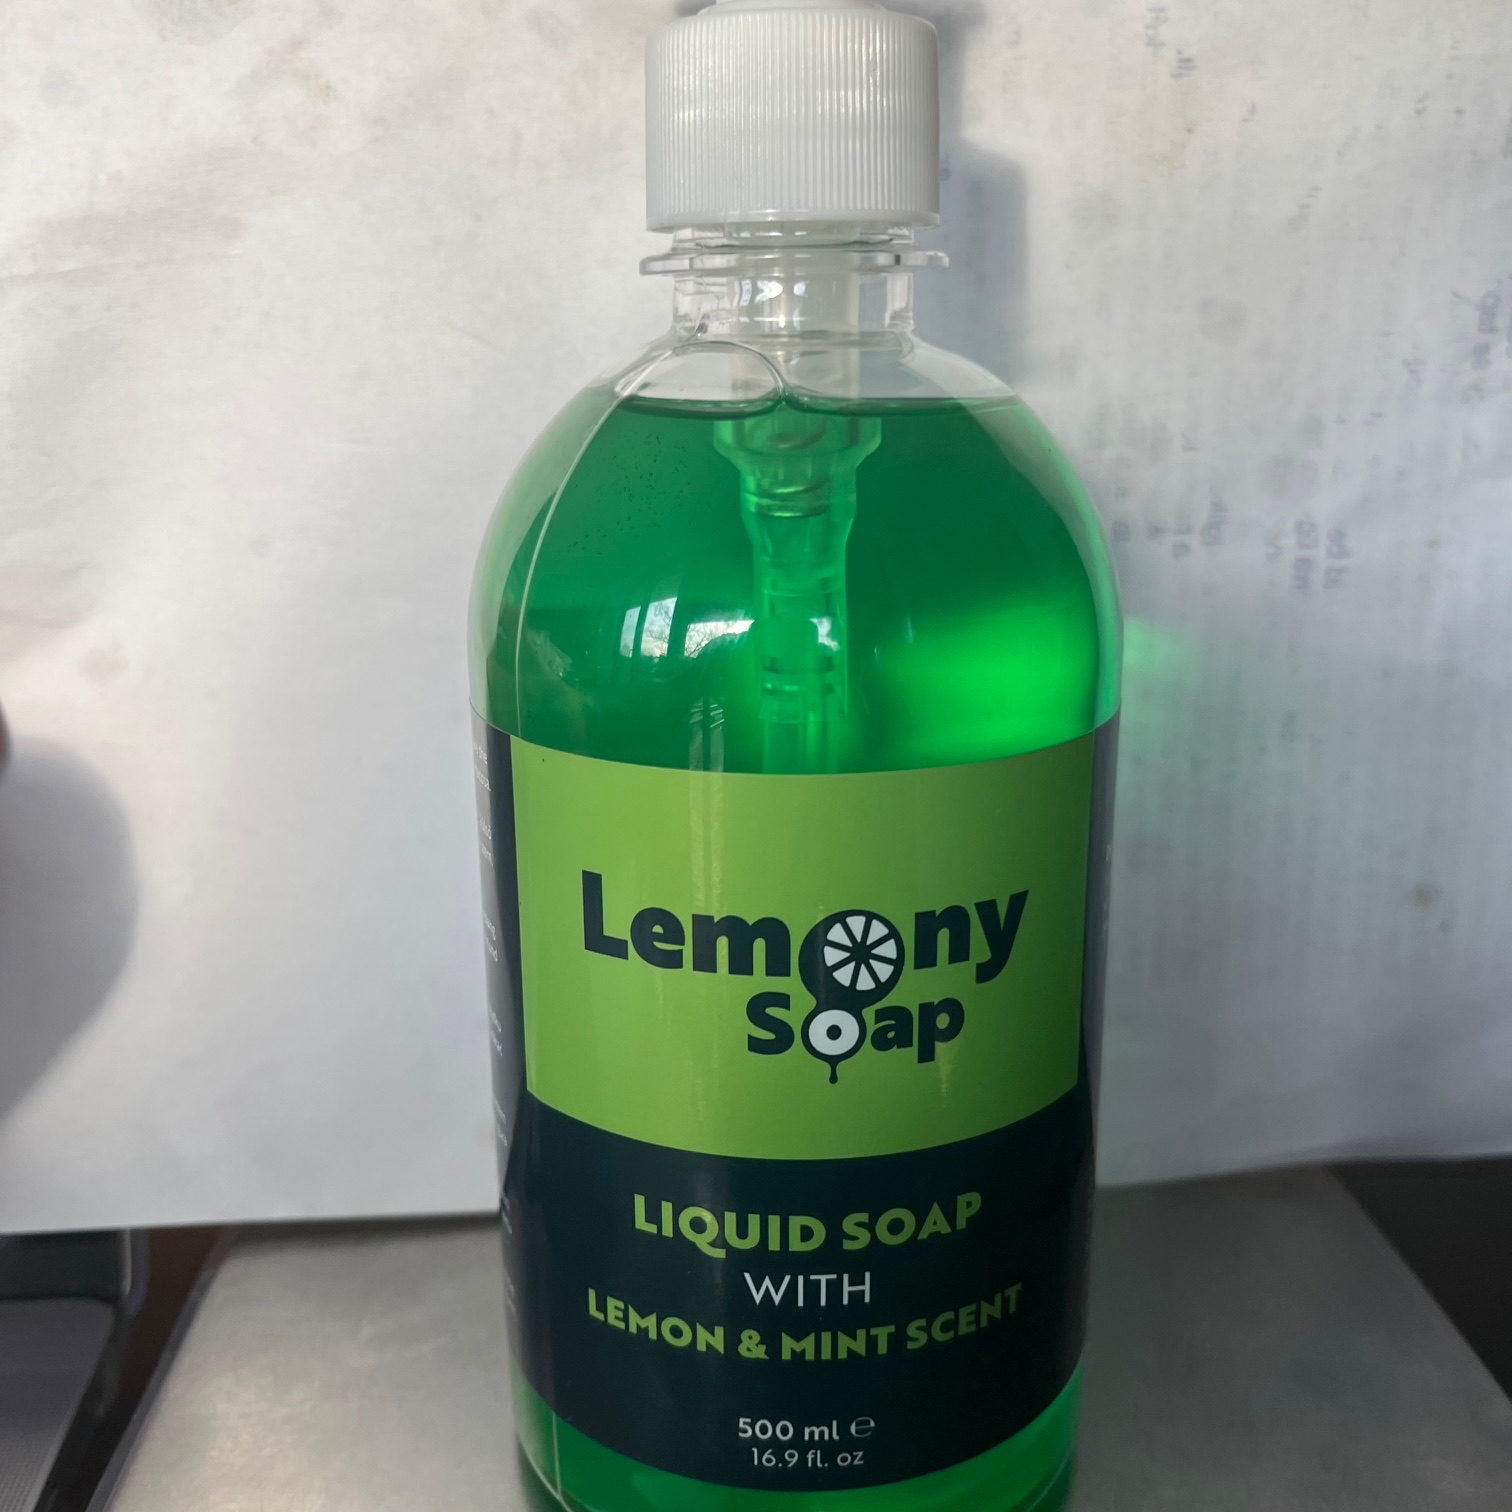 Lemony
Soap
LIQUID SOAP
WITH
LEMON & MINT SCENT
500 ml ℮
16.9 fl. oz